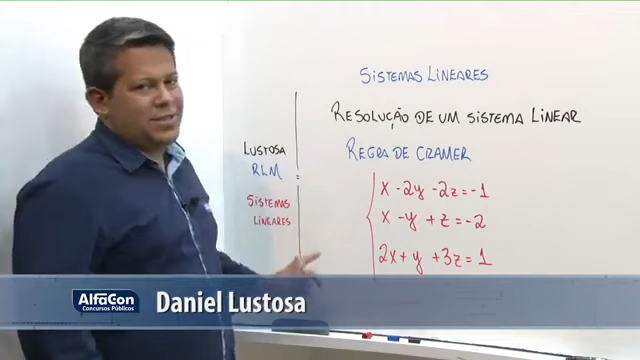 SISTEMAS LINEARES
RESOLUÇÃO DE UM SISTEMA LINEAR
LUSTOSA
RLM
SISTEMAS
LINEARES
REGRA DE CRAMER
x - 2y - 2z = -1
x - y + z = -2
2x + y + 3z = 1
AlfaCon
Concursos Públicos
Daniel Lustosa